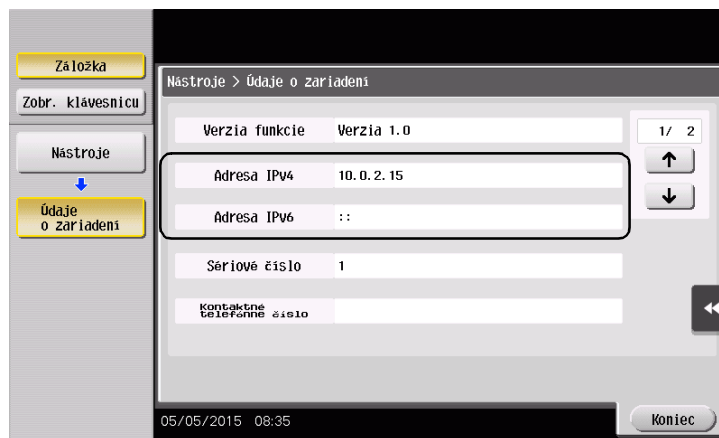 Záložka
Zobr. klávesnicu
Nástroje
Údaje
o zariadení
Nástroje > Údaje o zariadení
Verzia funkcie Verzia 1.0
1/ 2
Adresa IPv4 10.0.2.15
Adresa IPv6 ::
Sériové číslo 1
Kontaktné
telefónne číslo
05/05/2015 08:35
Koniec